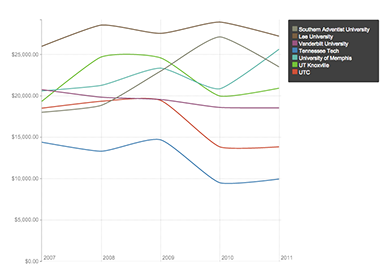 Southern Adventist University
Lee University
Vanderbilt University
Tennessee Tech
University of Memphis
UT Knoxville
UTC
$25,000.00
$20,000.00
$15,000.00
$10,000.00
$5,000.00
$0.00
2007
2008
2009
2010
2011